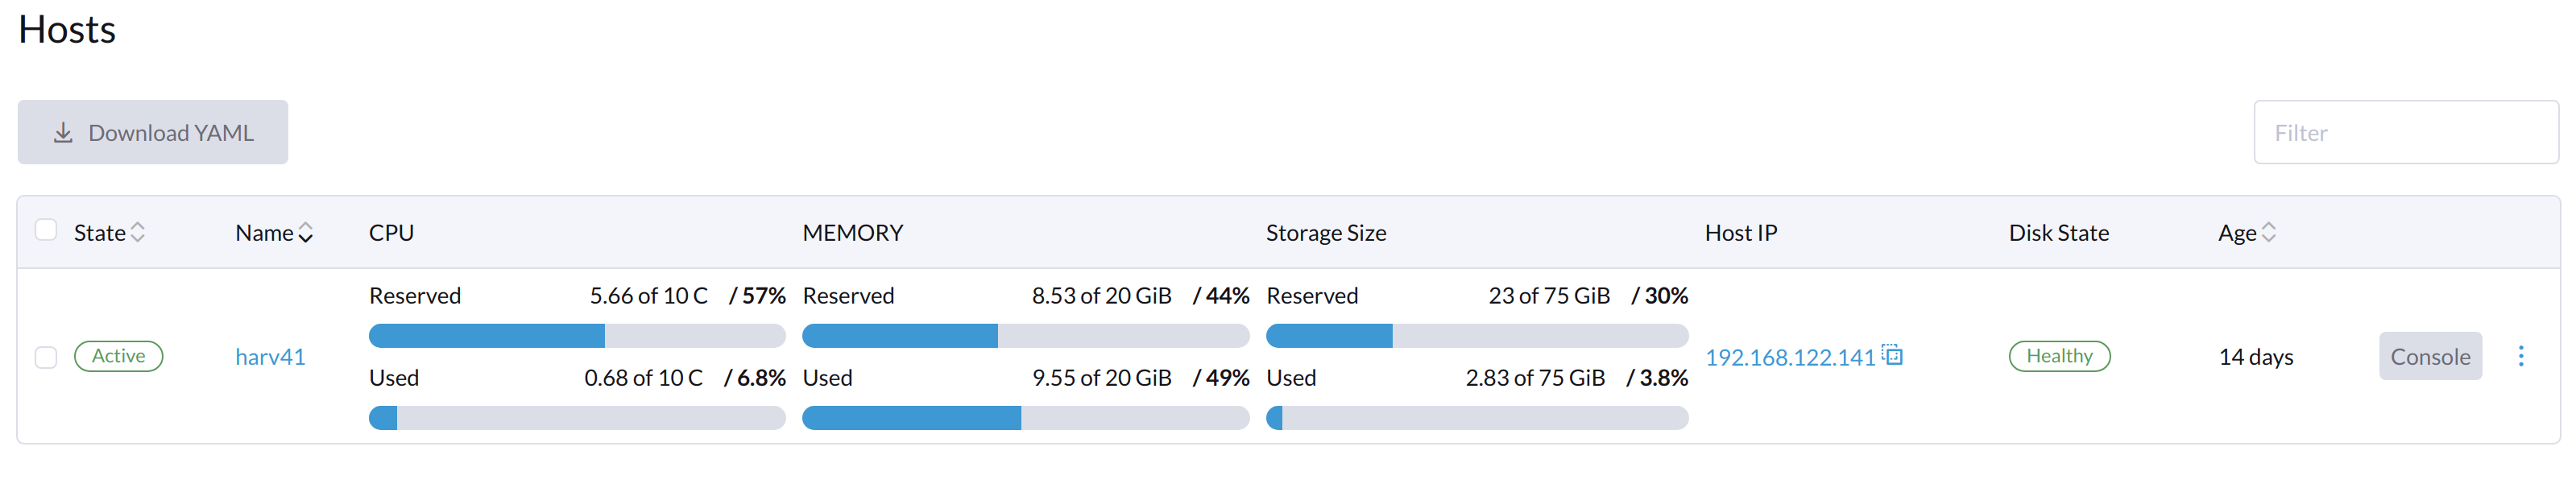 Hosts
Download YAML
Filter
State Name CPU MEMORY Storage Size Host IP Disk State Age
Reserved 5.66 of 10 C / 57% Reserved 8.53 of 20 GiB / 44% Reserved 23 of 75 GiB / 30%
Active harv41 192.168.122.141 Healthy 14 days Console
Used 0.68 of 10 C / 6.8% Used 9.55 of 20 GiB / 49% Used 2.83 of 75 GiB / 3.8%